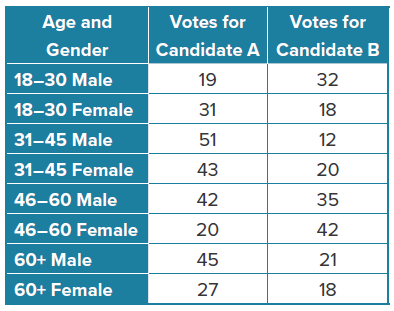 Age and Gender Votes for Candidate A Votes for Candidate B
18–30 Male 19 32
18–30 Female 31 18
31–45 Male 51 12
31–45 Female 43 20
46–60 Male 42 35
46–60 Female 20 42
60+ Male 45 21
60+ Female 27 18